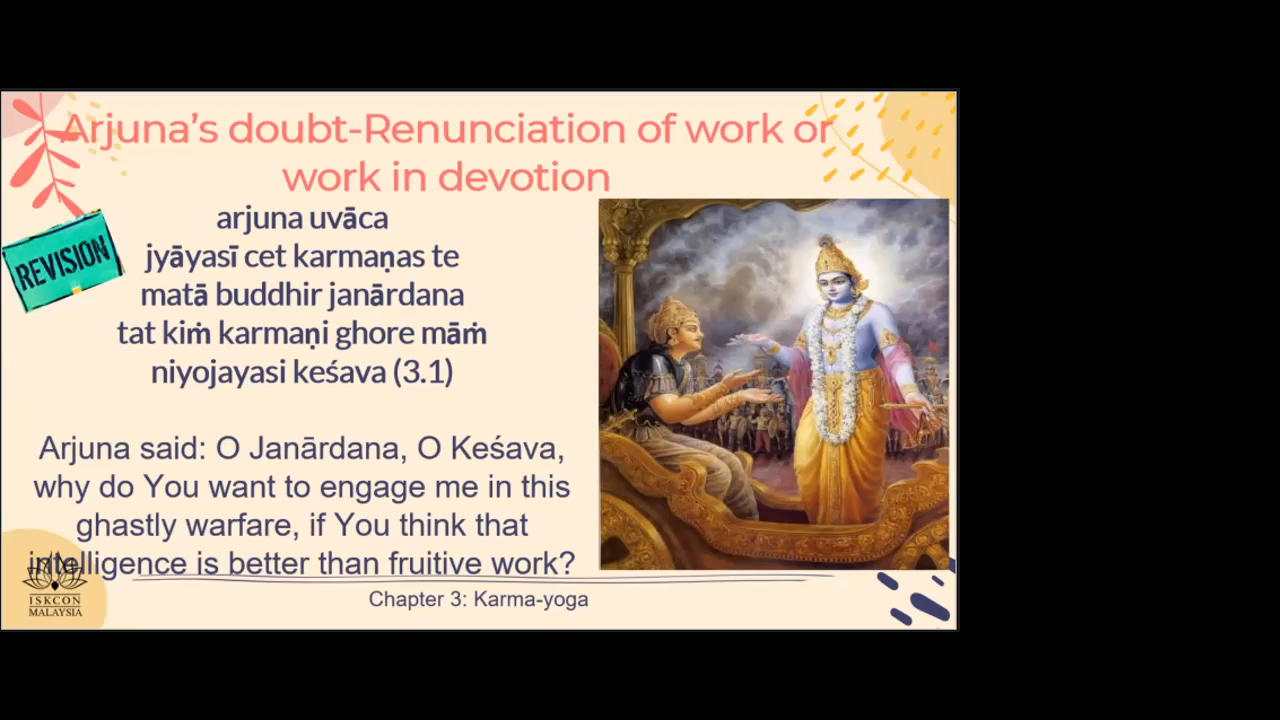 Arjuna's doubt-Renunciation of work or
work in devotion
REVISION
arjuna uvāca
jyāyasī cet karmaṇas te
matā buddhir janārdana
tat kiṁ karmaṇi ghore māṁ
niyojayasi keśava (3.1)
Arjuna said: O Janārdana, O Keśava,
why do You want to engage me in this
ghastly warfare, if You think that
intelligence is better than fruitive work?
ISKCON
MALAYSIA
Chapter 3: Karma-yoga